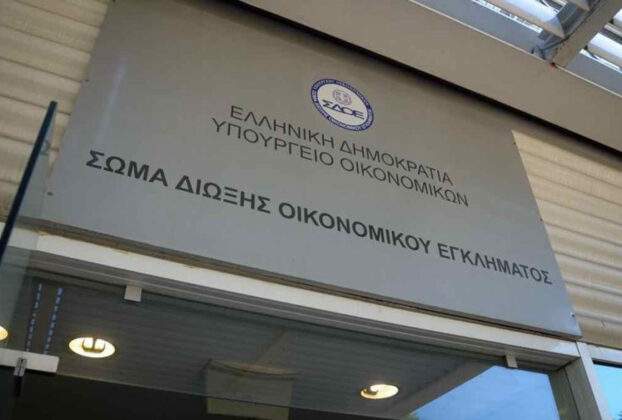 ΣΔΟΕ
ΕΛΛΗΝΙΚΗ ΔΗΜΟΚΡΑΤΙΑ
ΥΠΟΥΡΓΕΙΟ ΟΙΚΟΝΟΜΙΚΩΝ
ΣΩΜΑ ΔΙΩΞΗΣ ΟΙΚΟΝΟΜΙΚΟΥ ΕΓΚΛΗΜΑΤΟΣ